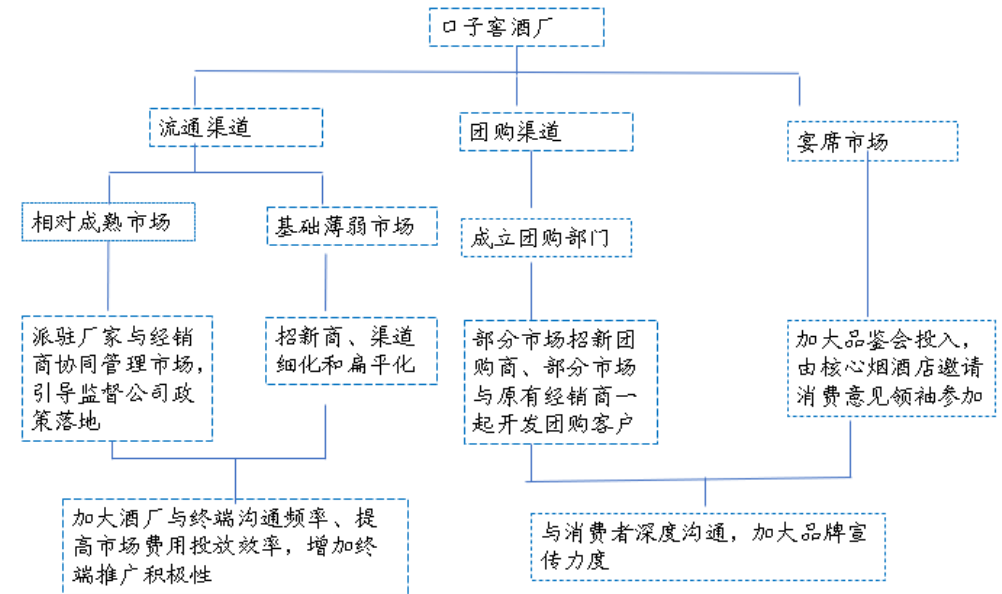 口子窖酒厂
流通渠道
团购渠道
宴席市场
相对成熟市场
基础薄弱市场
成立团购部门
派驻厂家与经销
商协同管理市场，
引导监督公司政
策落地
招新商、渠道
细化和扁平化
部分市场招新团
购商、部分市场
与原有经销商一
起开发团购客户
加大品鉴会投入，
由核心烟酒店邀请
消费意见领袖参加
加大酒厂与终端沟通频率、提
高市场费用投放效率，增加终
端推广积极性
与消费者深度沟通，加大品牌宣
传力度